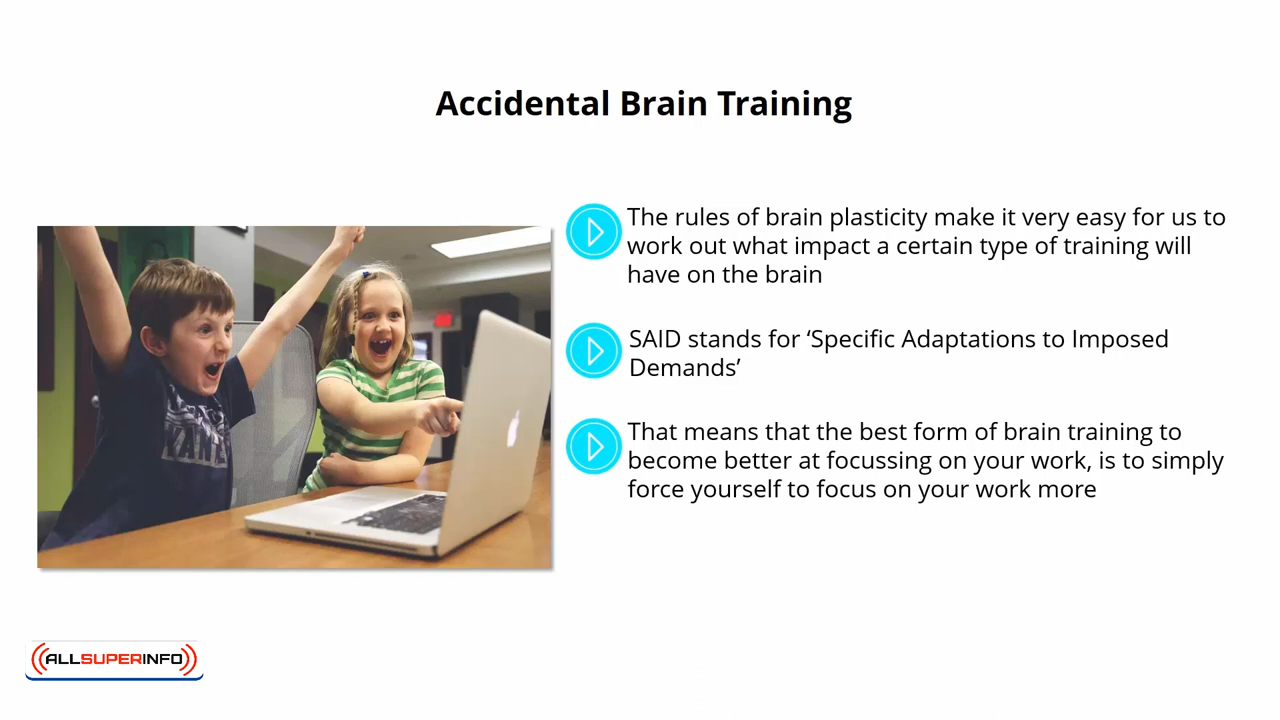 Accidental Brain Training
The rules of brain plasticity make it very easy for us to
work out what impact a certain type of training will
have on the brain
SAID stands for ‘Specific Adaptations to Imposed
Demands’
That means that the best form of brain training to
become better at focussing on your work, is to simply
force yourself to focus on your work more
ALLSUPERINFO